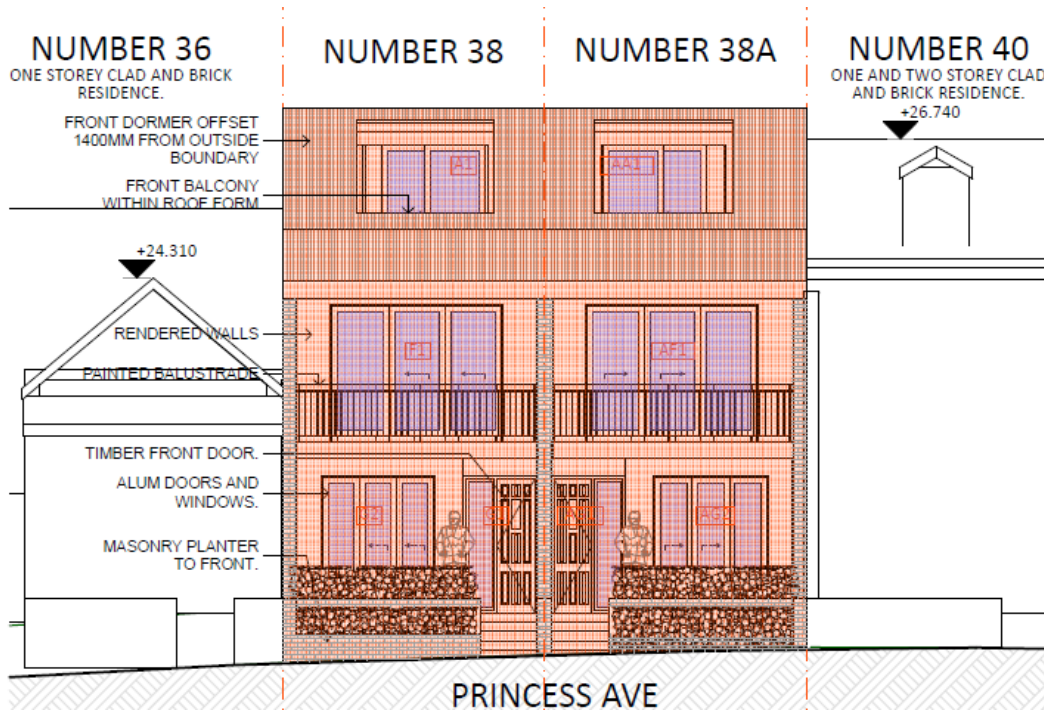 NUMBER 36
ONE STOREY CLAD AND BRICK
RESIDENCE.
NUMBER 38
NUMBER 38A
NUMBER 40
ONE AND TWO STOREY CLAD
AND BRICK RESIDENCE.
+26.740
FRONT DORMER OFFSET
1400MM FROM OUTSIDE
BOUNDARY
FRONT BALCONY
WITHIN ROOF FORM
A1
AA1
+24.310
RENDERED WALLS
F1
AF1
PAINTED BALUSTRADE
TIMBER FRONT DOOR.
ALUM DOORS AND
WINDOWS.
MASONRY PLANTER
TO FRONT.
PRINCESS AVE